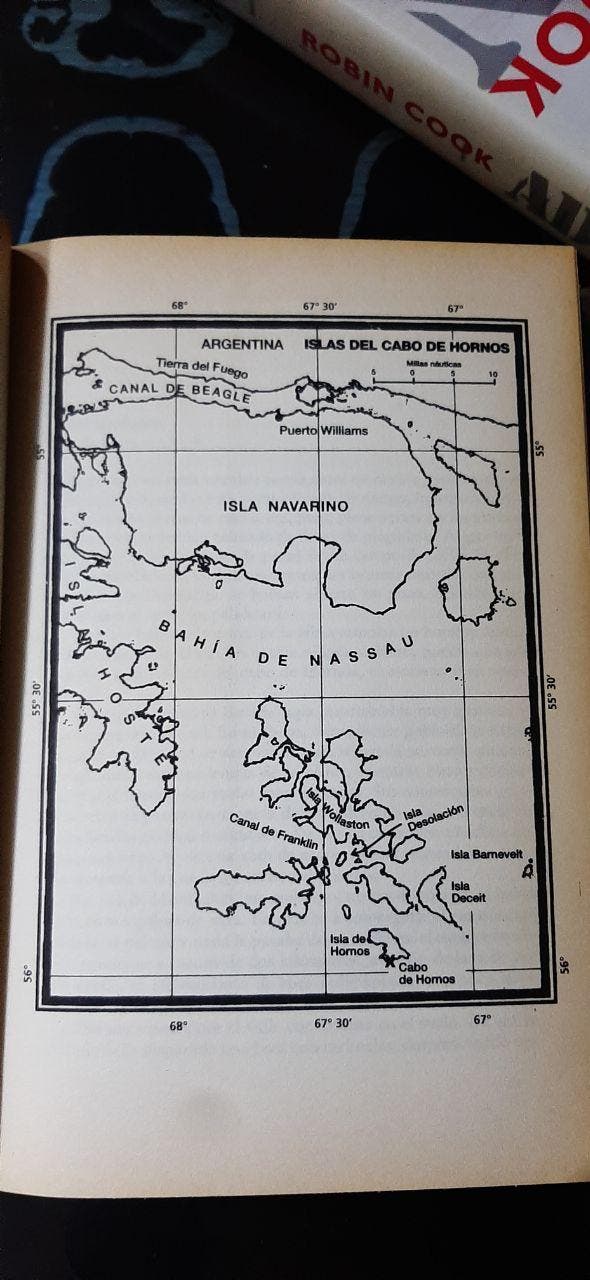 OK
ROBIN COOK
68°
67° 30'
67°
ARGENTINA
ISLAS DEL CABO DE HORNOS
Tierra del Fuego
Millas náuticas
5 0 5 10
CANAL DE BEAGLE
Puerto Williams
55°
55°
ISLA NAVARINO
BAHÍA DE NASSAU
ISLA HOSTE
55° 30'
55° 30'
Isla Wollaston
Isla
Desolación
Canal de Franklin
Isla Barnevelt
Isla
Deceit
Isla de
Hornos
Cabo
de Hornos
56°
56°
68°
67° 30'
67°